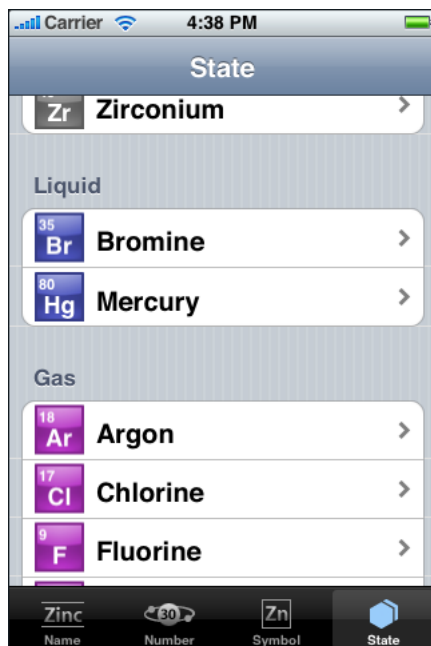 Carrier 4:38 PM
State
Zr Zirconium
Liquid
35
Br Bromine
80
Hg Mercury
Gas
18
Ar Argon
17
Cl Chlorine
9
F Fluorine
Zinc 30 Zn
Name Number Symbol State